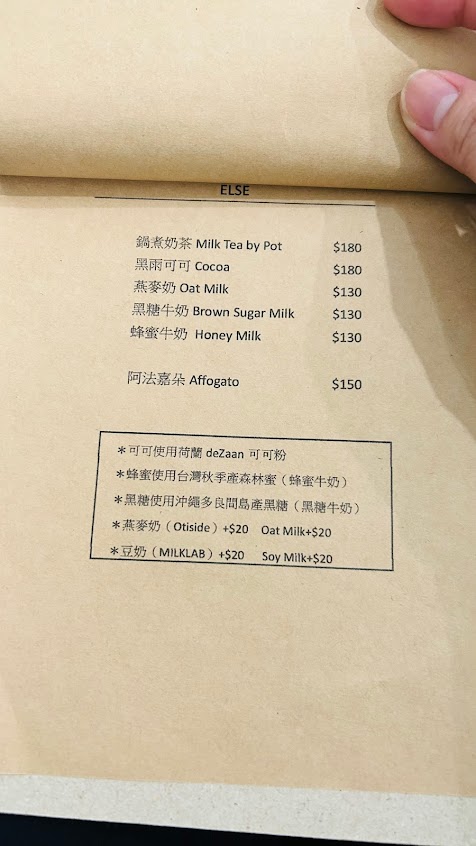 ELSE
鍋煮奶茶 Milk Tea by Pot $180
黑雨可可 Cocoa $180
燕麥奶 Oat Milk $130
黑糖牛奶 Brown Sugar Milk $130
蜂蜜牛奶 Honey Milk $130
阿法嘉朵 Affogato $150
＊可可使用荷蘭 deZaan 可可粉
＊蜂蜜使用台灣秋季產森林蜜（蜂蜜牛奶）
＊黑糖使用沖繩多良間島產黑糖（黑糖牛奶）
＊燕麥奶（Otiside）+$20 Oat Milk+$20
＊豆奶（MILKLAB）+$20 Soy Milk+$20